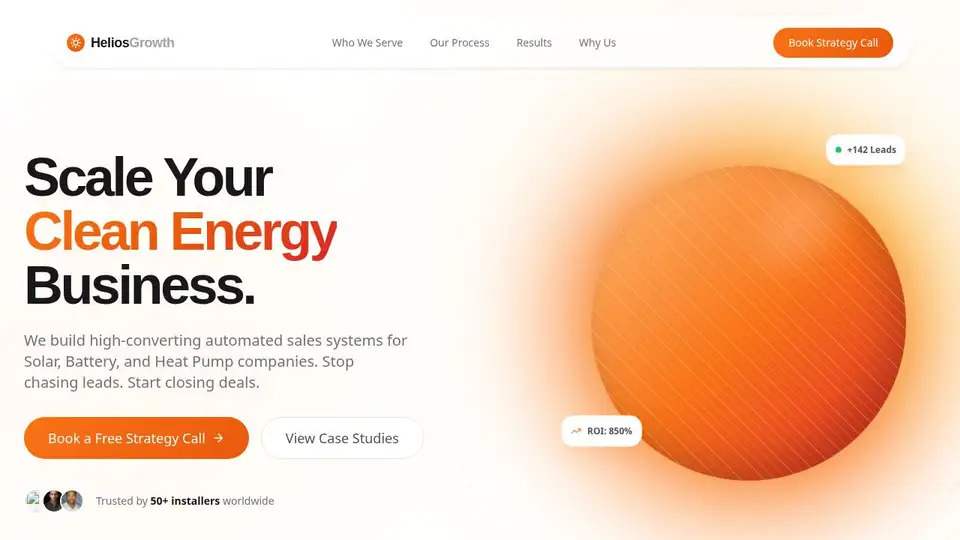 HeliosGrowth
Who We Serve
Our Process
Results
Why Us
Book Strategy Call
+142 Leads
Scale Your
Clean Energy
Business.
We build high-converting automated sales systems for
Solar, Battery, and Heat Pump companies. Stop
chasing leads. Start closing deals.
ROI: 850%
Book a Free Strategy Call →
View Case Studies
Trusted by 50+ installers worldwide